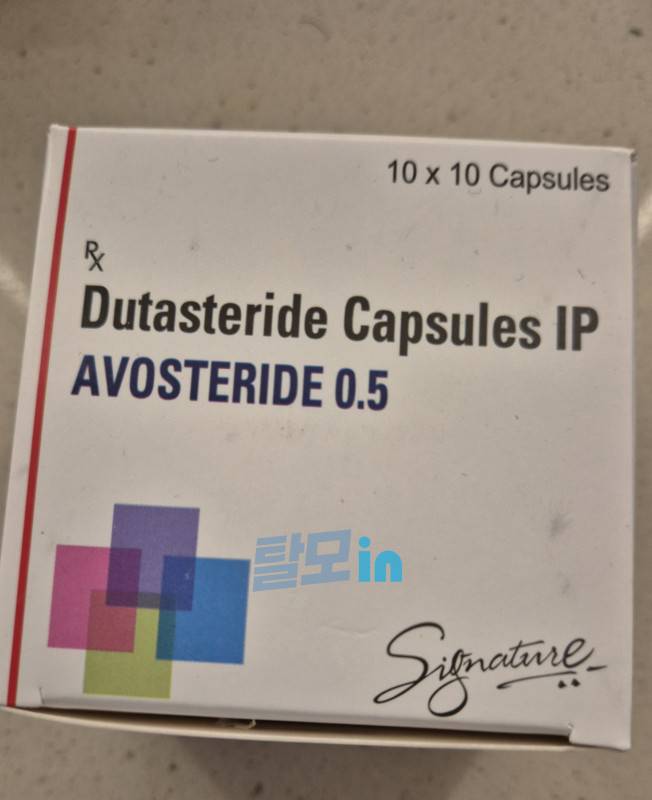 10 x 10 Capsules
Rx
Dutasteride Capsules IP
AVOSTERIDE 0.5
탈모in
Signature